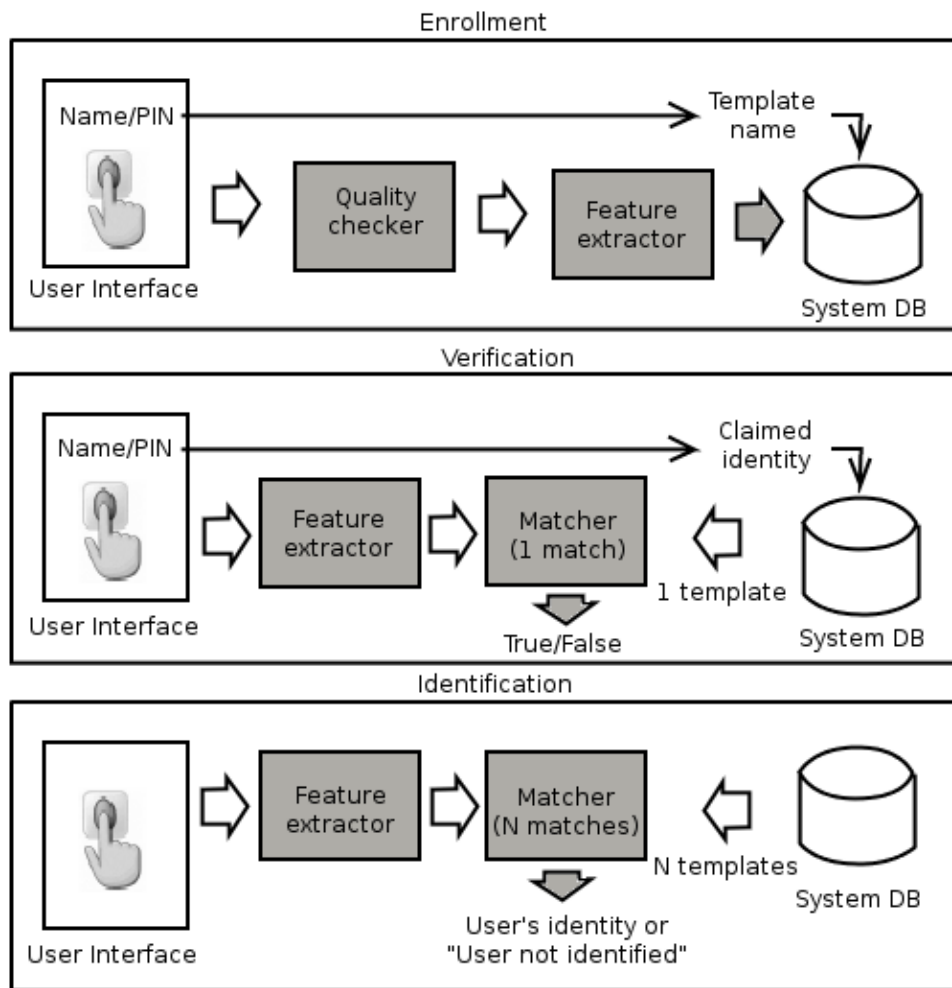 Enrollment
Name/PIN
Template
name
Quality
checker
Feature
extractor
User Interface
System DB
Verification
Name/PIN
Claimed
identity
Feature
extractor
Matcher
(1 match)
1 template
User Interface
True/False
System DB
Identification
Feature
extractor
Matcher
(N matches)
N templates
System DB
User's identity or
"User not identified"
User Interface